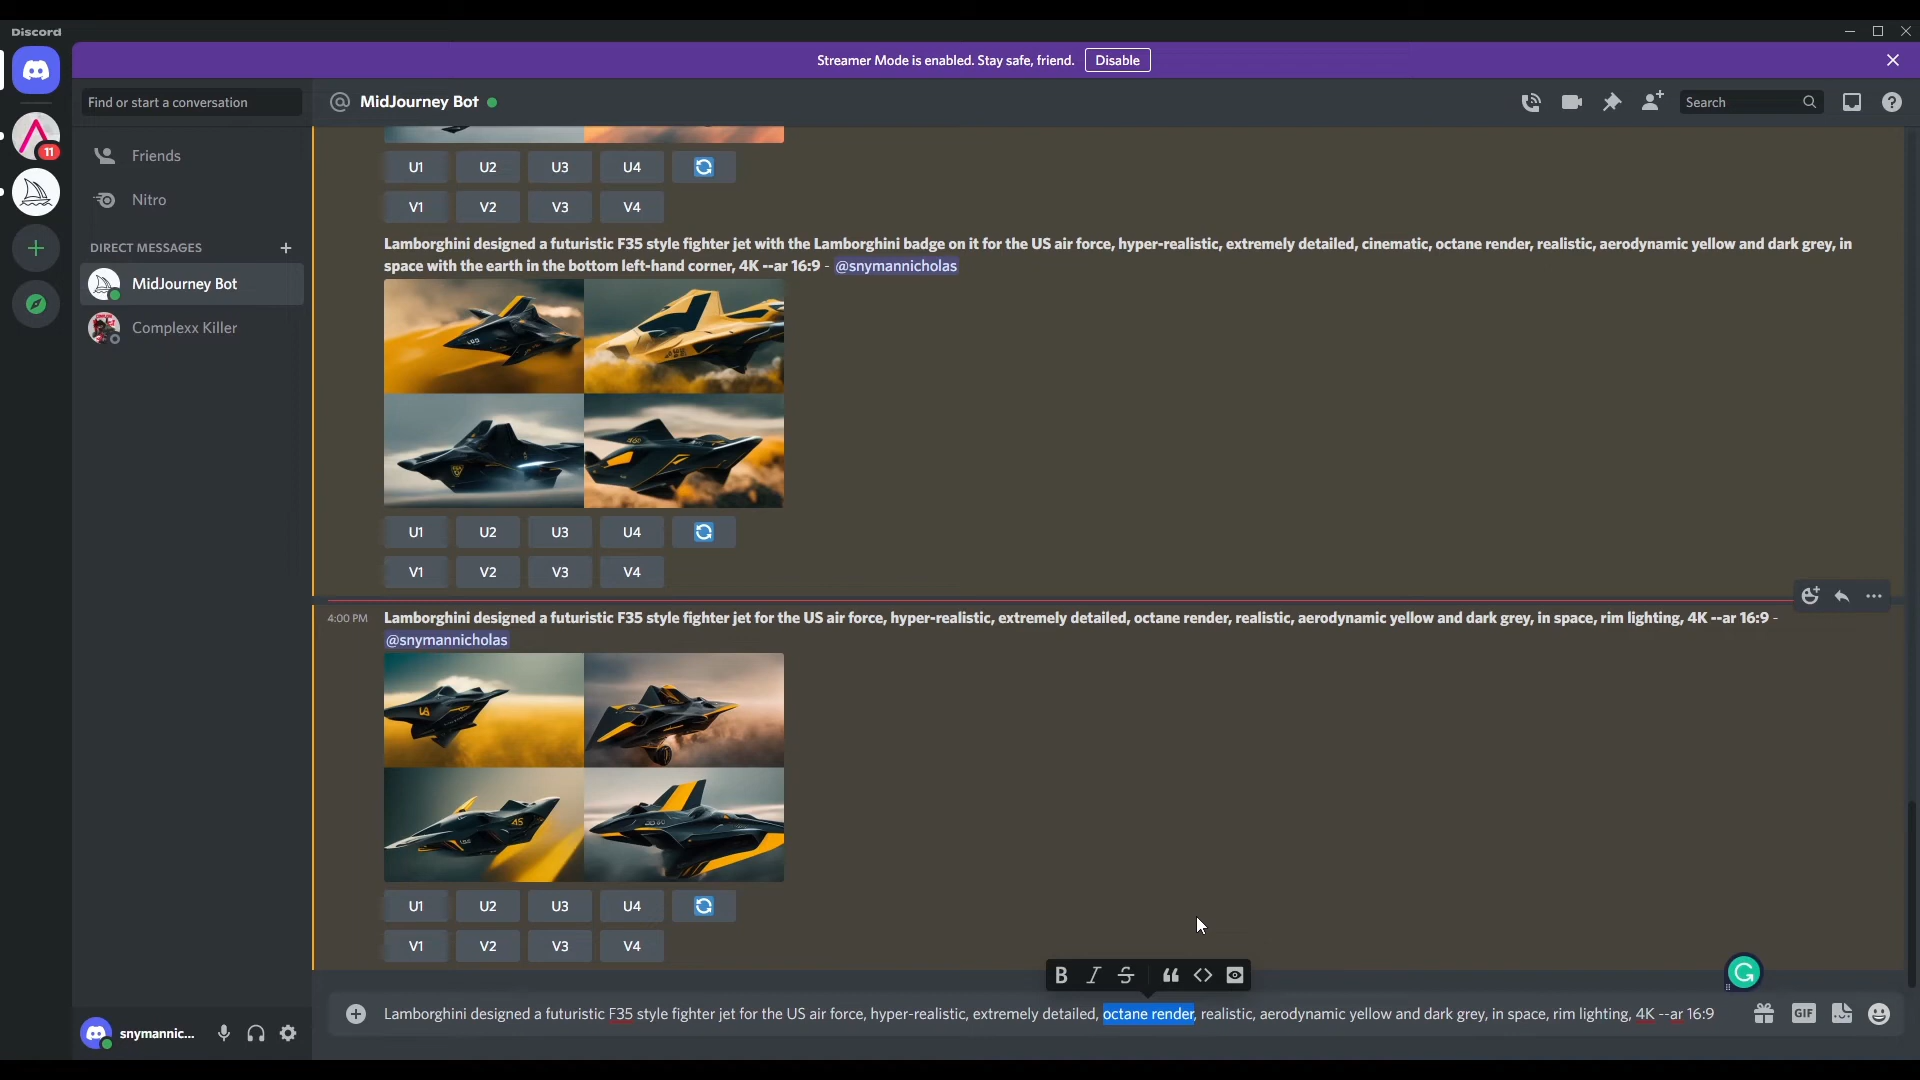 Discord
Streamer Mode is enabled. Stay safe, friend.
Disable
Find or start a conversation
MidJourney Bot
Search
11
Friends
Nitro
DIRECT MESSAGES
MidJourney Bot
Complexx Killer
U1 U2 U3 U4
V1 V2 V3 V4
Lamborghini designed a futuristic F35 style fighter jet with the Lamborghini badge on it for the US air force, hyper-realistic, extremely detailed, cinematic, octane render, realistic, aerodynamic yellow and dark grey, in
space with the earth in the bottom left-hand corner, 4K --ar 16:9 - @snymannicholas
U1 U2 U3 U4
V1 V2 V3 V4
4:00 PM
Lamborghini designed a futuristic F35 style fighter jet for the US air force, hyper-realistic, extremely detailed, octane render, realistic, aerodynamic yellow and dark grey, in space, rim lighting, 4K --ar 16:9 -
@snymannicholas
45
U1 U2 U3 U4
V1 V2 V3 V4
B I S
Lamborghini designed a futuristic F35 style fighter jet for the US air force, hyper-realistic, extremely detailed, octane render, realistic, aerodynamic yellow and dark grey, in space, rim lighting, 4K --ar 16:9
GIF
snymannic...